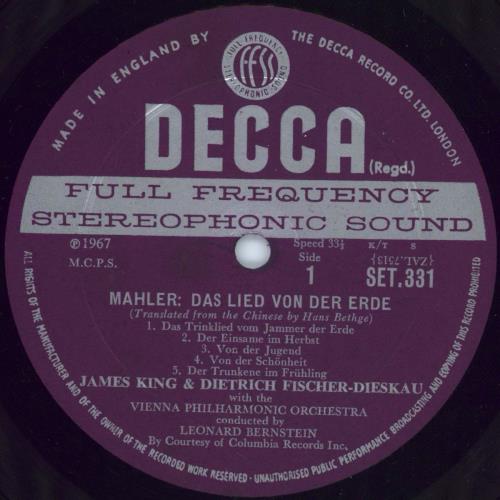 MADE IN ENGLAND BY THE DECCA RECORD CO. LTD. LONDON
FULL FREQUENCY
ffss
STEREOPHONIC SOUND
DECCA (Regd.)
FULL FREQUENCY
STEREOPHONIC SOUND
℗ 1967
M.C.P.S.
Speed 33⅓
Side
1
K/T S
{ZAL.7513}
SET.331
MAHLER: DAS LIED VON DER ERDE
(Translated from the Chinese by Hans Bethge)
1. Das Trinklied vom Jammer der Erde
2. Der Einsame im Herbst
3. Von der Jugend
4. Von der Schönheit
5. Der Trunkene im Frühling
JAMES KING & DIETRICH FISCHER-DIESKAU
with the
VIENNA PHILHARMONIC ORCHESTRA
conducted by
LEONARD BERNSTEIN
By Courtesy of Columbia Records Inc.
ALL RIGHTS OF THE MANUFACTURER AND OF THE OWNER OF THE RECORDED WORK RESERVED · UNAUTHORISED PUBLIC PERFORMANCE BROADCASTING AND COPYING OF THIS RECORD PROHIBITED